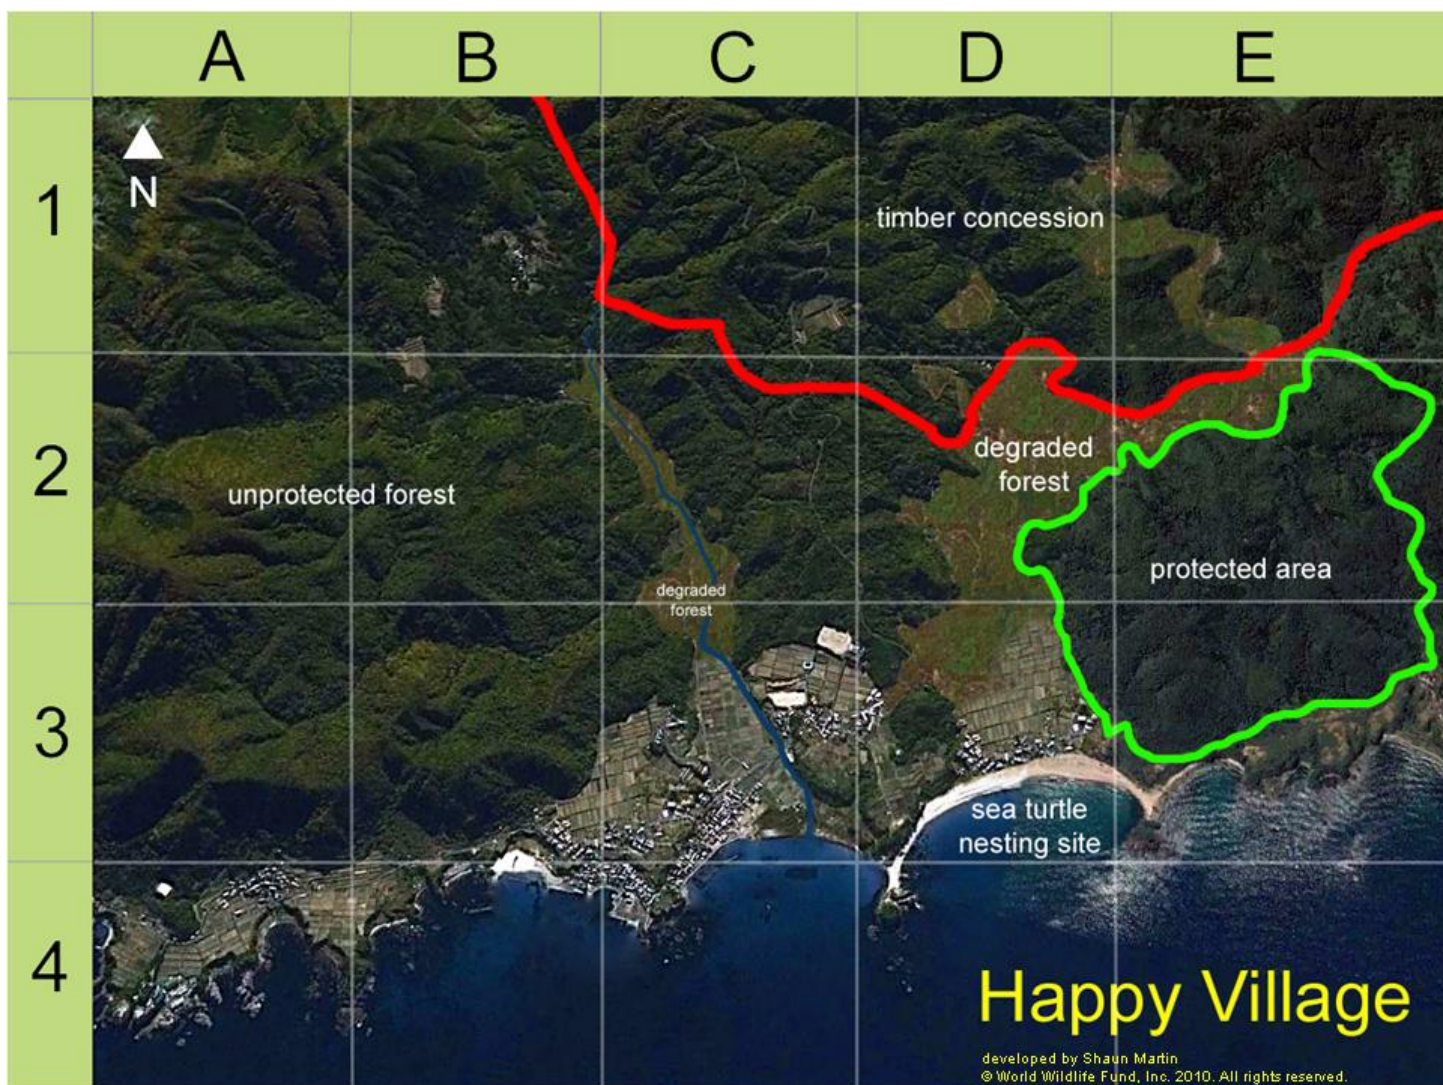 A B C D E
1
N
timber concession
2
degraded
forest
unprotected forest
protected area
degraded
forest
3
sea turtle
nesting site
4
Happy Village
developed by Shaun Martin
© World Wildlife Fund, Inc. 2010. All rights reserved.